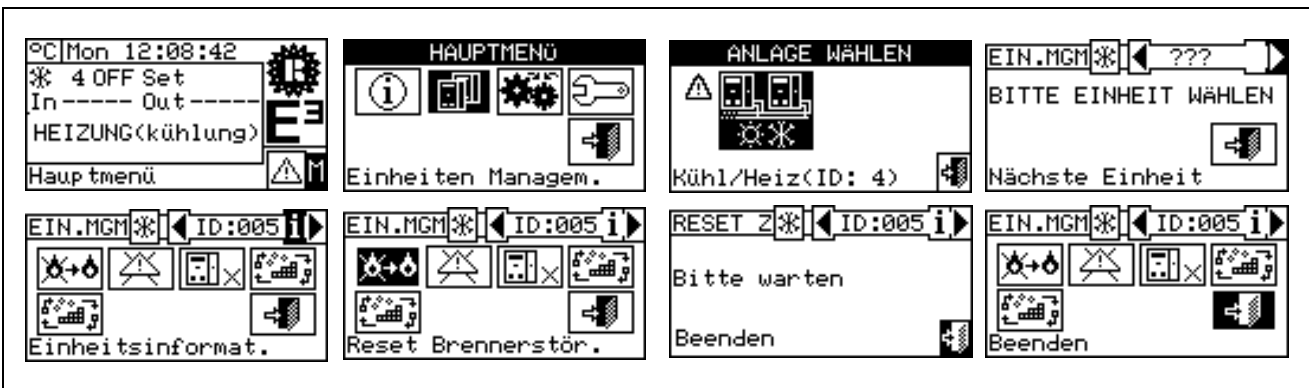 °C Mon 12:08:42
4 OFF Set
In ----- Out -----
HEIZUNG(kühlung)
E³
Haup tmenü
M
HAUPTMENÜ
i
Einheiten Managem.
ANLAGE WÄHLEN
Kühl/Heiz(ID: 4)
EIN.MGM ???
BITTE EINHEIT WÄHLEN
Nächste Einheit
EIN.MGM ID:005 i
Einheitsinformat.
EIN.MGM ID:005 i
Reset Brennerstör.
RESET Z ID:005 i
Bitte warten
Beenden
EIN.MGM ID:005 i
Beenden